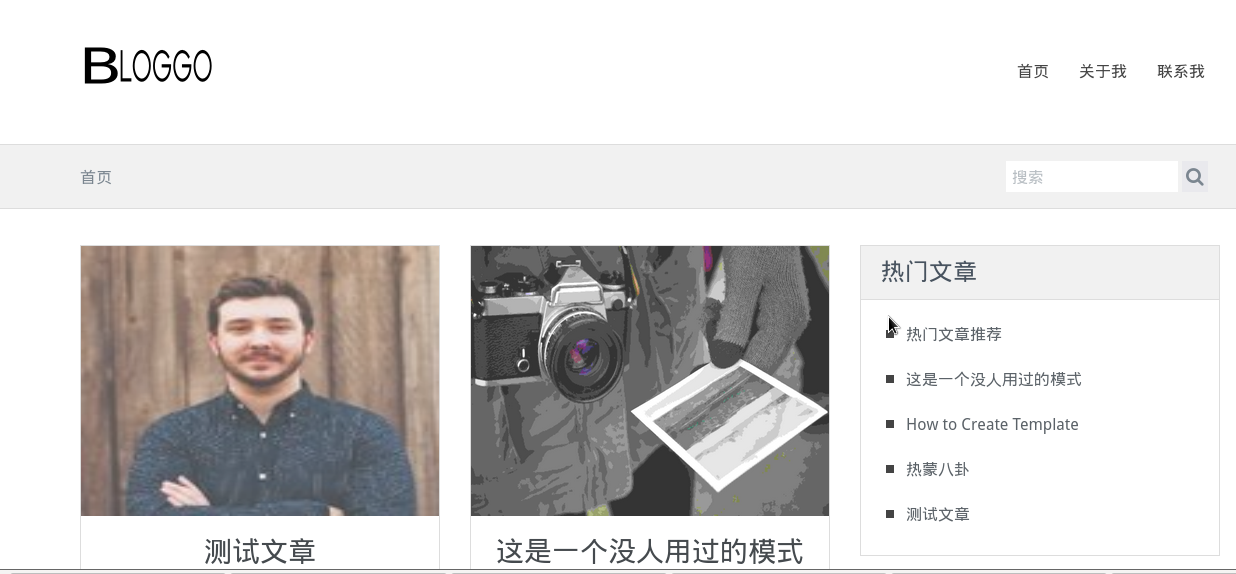 BLOGGO
首页 关于我 联系我
首页
搜索
热门文章
热门文章推荐
这是一个没人用过的模式
How to Create Template
热蒙八卦
测试文章
测试文章
这是一个没人用过的模式